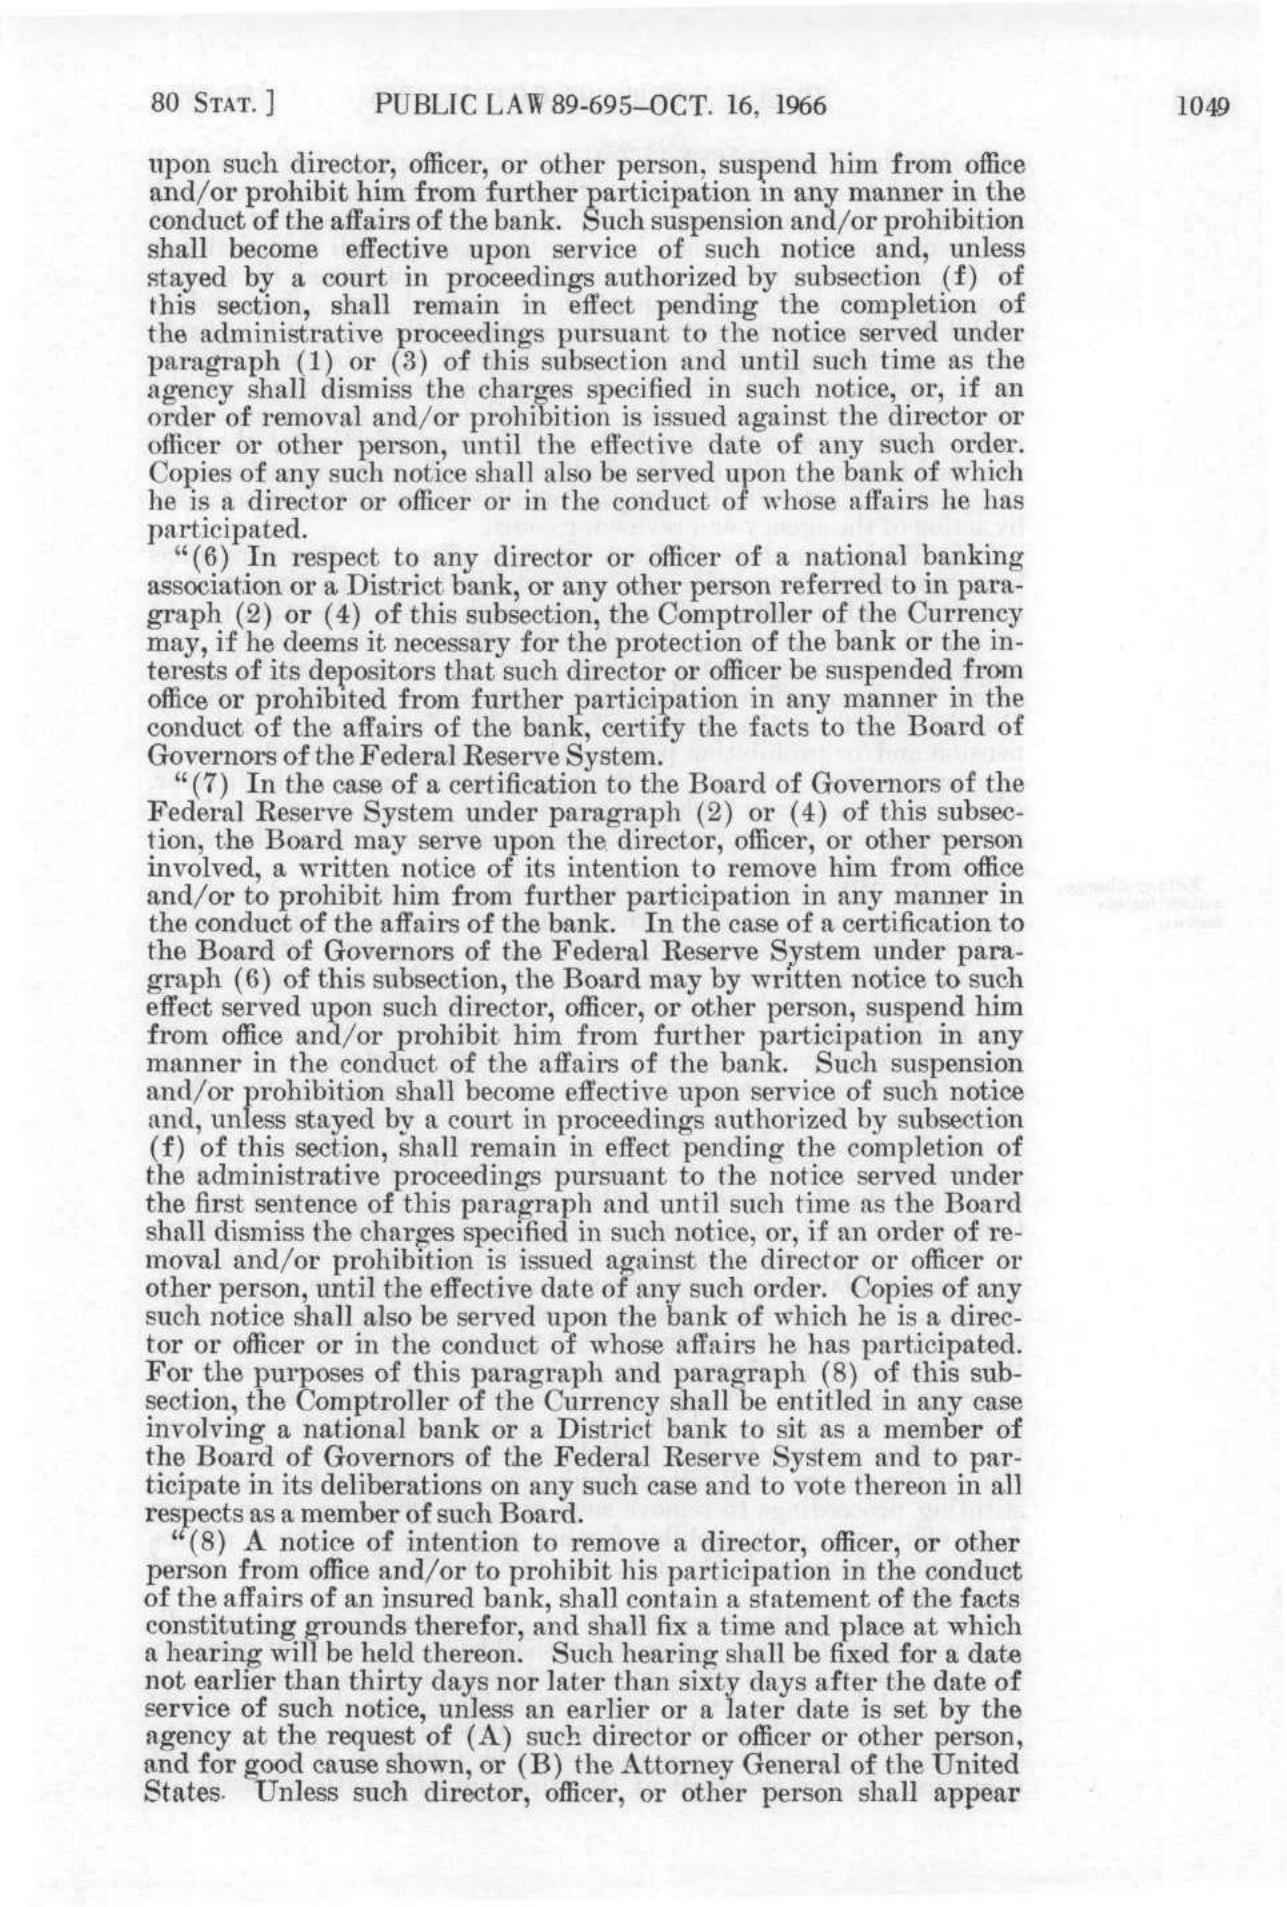 80 STAT. ] PUBLIC LAW 89-695-OCT. 16, 1966 1049
upon such director, officer, or other person, suspend him from office
and/or prohibit him from further participation in any manner in the
conduct of the affairs of the bank. Such suspension and/or prohibition
shall become effective upon service of such notice and, unless
stayed by a court in proceedings authorized by subsection (f) of
this section, shall remain in effect pending the completion of
the administrative proceedings pursuant to the notice served under
paragraph (1) or (3) of this subsection and until such time as the
agency shall dismiss the charges specified in such notice, or, if an
order of removal and/or prohibition is issued against the director or
officer or other person, until the effective date of any such order.
Copies of any such notice shall also be served upon the bank of which
he is a director or officer or in the conduct of whose affairs he has
participated.
"(6) In respect to any director or officer of a national banking
association or a District bank, or any other person referred to in para-
graph (2) or (4) of this subsection, the Comptroller of the Currency
may, if he deems it necessary for the protection of the bank or the in-
terests of its depositors that such director or officer be suspended from
office or prohibited from further participation in any manner in the
conduct of the affairs of the bank, certify the facts to the Board of
Governors of the Federal Reserve System.
"(7) In the case of a certification to the Board of Governors of the
Federal Reserve System under paragraph (2) or (4) of this subsec-
tion, the Board may serve upon the director, officer, or other person
involved, a written notice of its intention to remove him from office
and/or to prohibit him from further participation in any manner in
the conduct of the affairs of the bank. In the case of a certification to
the Board of Governors of the Federal Reserve System under para-
graph (6) of this subsection, the Board may by written notice to such
effect served upon such director, officer, or other person, suspend him
from office and/or prohibit him from further participation in any
manner in the conduct of the affairs of the bank. Such suspension
and/or prohibition shall become effective upon service of such notice
and, unless stayed by a court in proceedings authorized by subsection
(f) of this section, shall remain in effect pending the completion of
the administrative proceedings pursuant to the notice served under
the first sentence of this paragraph and until such time as the Board
shall dismiss the charges specified in such notice, or, if an order of re-
moval and/or prohibition is issued against the director or officer or
other person, until the effective date of any such order. Copies of any
such notice shall also be served upon the bank of which he is a direc-
tor or officer or in the conduct of whose affairs he has participated.
For the purposes of this paragraph and paragraph (8) of this sub-
section, the Comptroller of the Currency shall be entitled in any case
involving a national bank or a District bank to sit as a member of
the Board of Governors of the Federal Reserve System and to par-
ticipate in its deliberations on any such case and to vote thereon in all
respects as a member of such Board.
"(8) A notice of intention to remove a director, officer, or other
person from office and/or to prohibit his participation in the conduct
of the affairs of an insured bank, shall contain a statement of the facts
constituting grounds therefor, and shall fix a time and place at which
a hearing will be held thereon. Such hearing shall be fixed for a date
not earlier than thirty days nor later than sixty days after the date of
service of such notice, unless an earlier or a later date is set by the
agency at the request of (A) such director or officer or other person,
and for good cause shown, or (B) the Attorney General of the United
States. Unless such director, officer, or other person shall appear